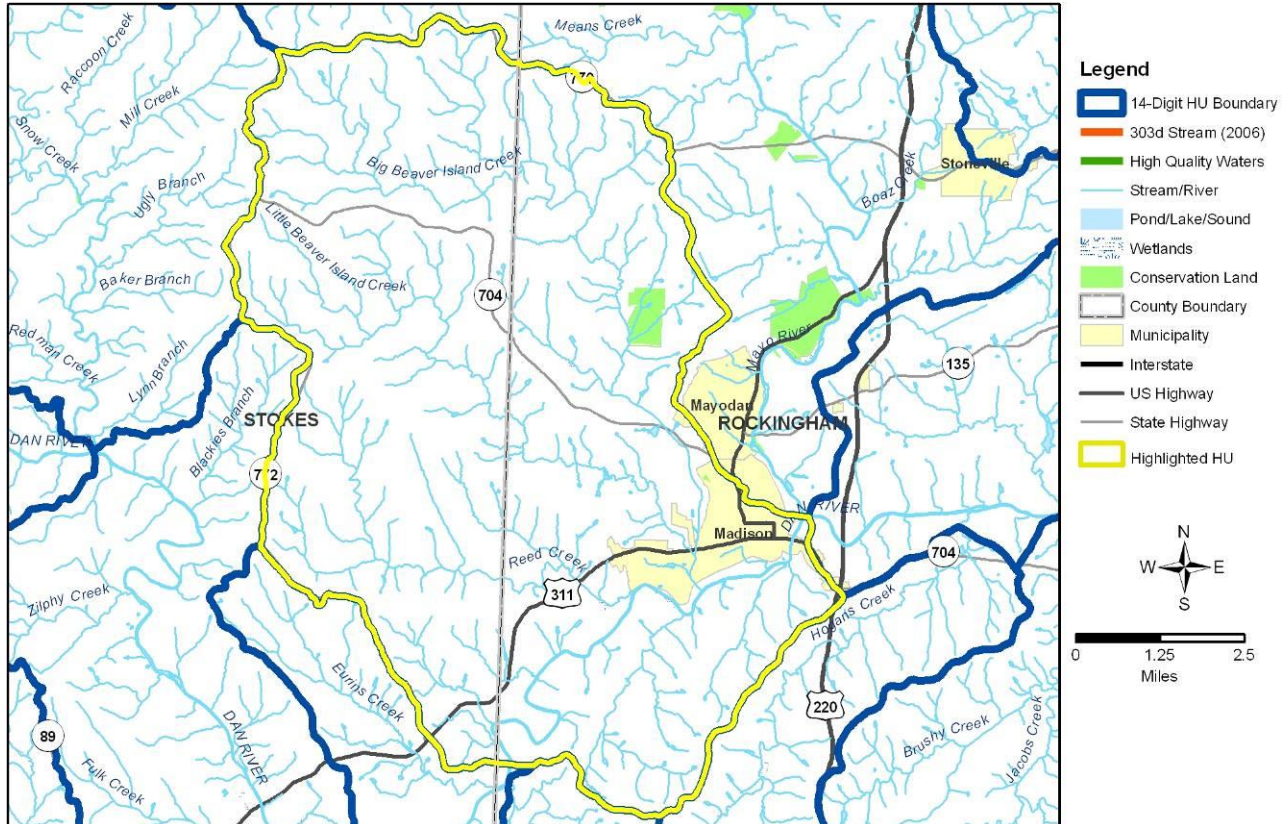 Means Creek
Raccoon Creek
Mill Creek
770
Snow Creek
Stoneville
Big Beaver Island Creek
Boaz Creek
Ugly Branch
Little Beaver Island Creek
Baker Branch
704
Mayo River
Redman Creek
Lynn Branch
135
Mayodan
STOKES
ROCKINGHAM
Blackies Branch
DAN RIVER
772
DAN RIVER
Madison
Reed Creek
704
311
Zilphy Creek
Hogans Creek
Eurins Creek
220
DAN RIVER
89
Brushy Creek
Fulk Creek
Jacobs Creek
Legend
14-Digit HU Boundary
303d Stream (2006)
High Quality Waters
Stream/River
Pond/Lake/Sound
Wetlands
Conservation Land
County Boundary
Municipality
Interstate
US Highway
State Highway
Highlighted HU
N
W E
S
0 1.25 2.5
Miles